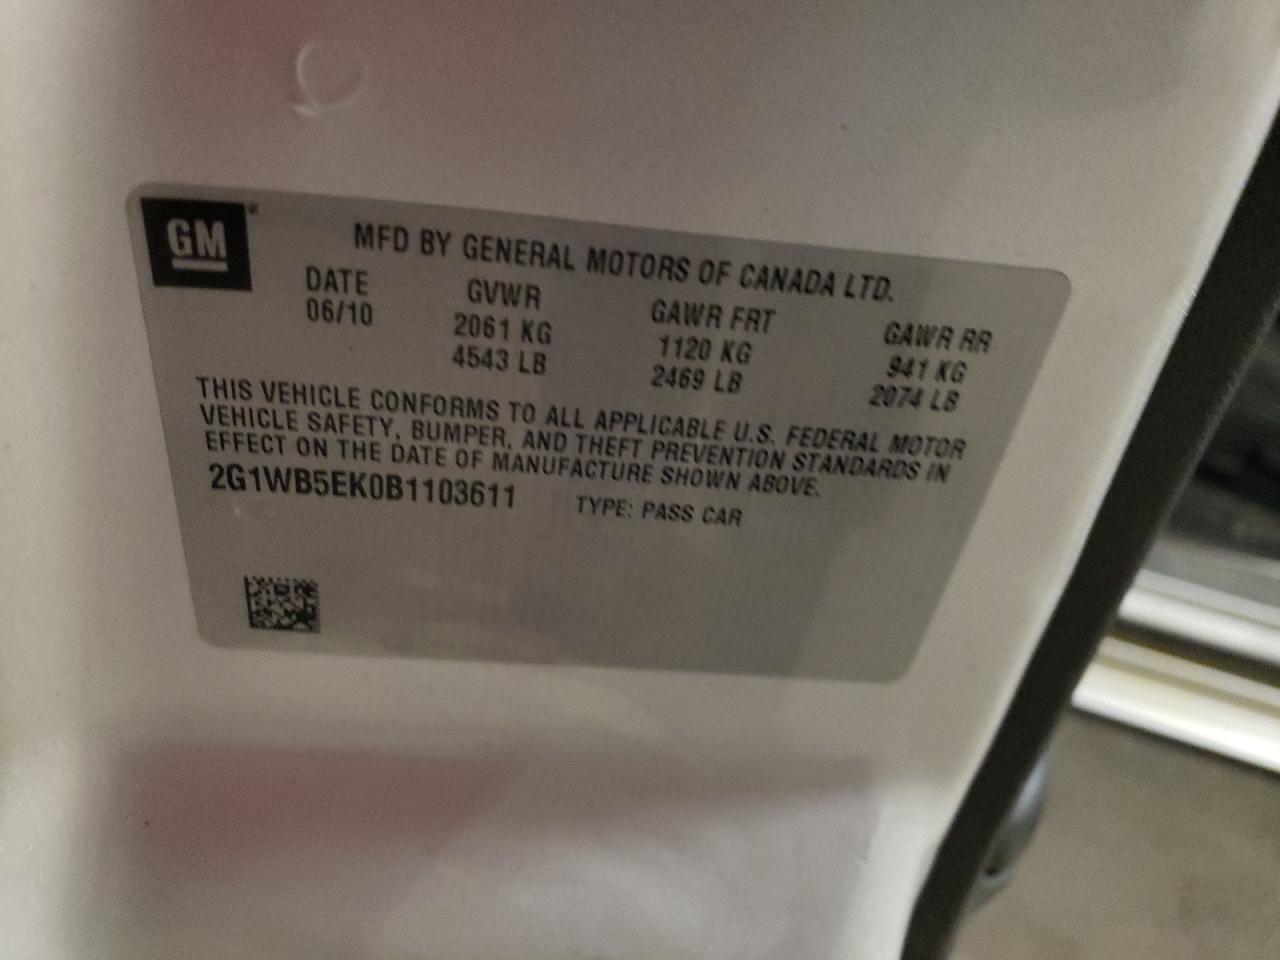 GM
MFD BY GENERAL MOTORS OF CANADA LTD.
DATE GVWR GAWR FRT GAWR RR
06/10 2061 KG 1120 KG 941 KG
4543 LB 2469 LB 2074 LB
THIS VEHICLE CONFORMS TO ALL APPLICABLE U.S. FEDERAL MOTOR
VEHICLE SAFETY, BUMPER, AND THEFT PREVENTION STANDARDS IN
EFFECT ON THE DATE OF MANUFACTURE SHOWN ABOVE.
2G1WB5EK0B1103611 TYPE: PASS CAR